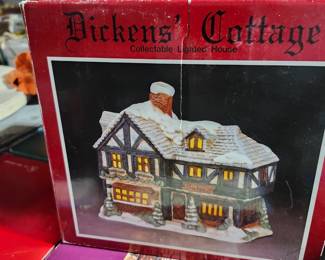 Dickens' Cottage
Collectable Lighted House